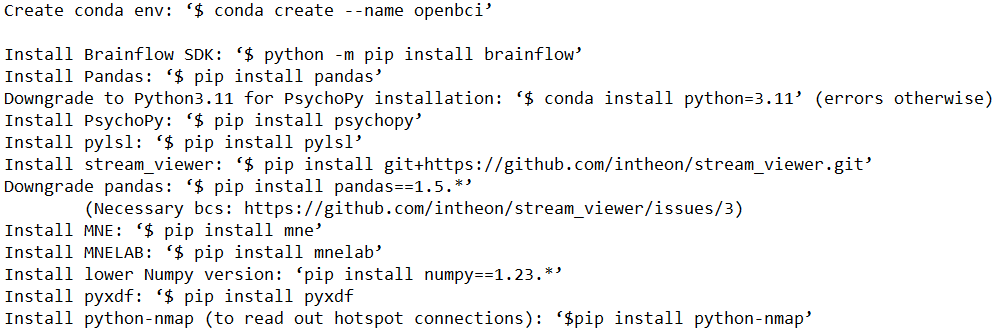 Create conda env: ‘$ conda create --name openbci’
Install Brainflow SDK: ‘$ python -m pip install brainflow’
Install Pandas: ‘$ pip install pandas’
Downgrade to Python3.11 for PsychoPy installation: ‘$ conda install python=3.11’ (errors otherwise)
Install PsychoPy: ‘$ pip install psychopy’
Install pylsl: ‘$ pip install pylsl’
Install stream_viewer: ‘$ pip install git+https://github.com/intheon/stream_viewer.git’
Downgrade pandas: ‘$ pip install pandas==1.5.*’
(Necessary bcs: https://github.com/intheon/stream_viewer/issues/3)
Install MNE: ‘$ pip install mne’
Install MNELAB: ‘$ pip install mnelab’
Install lower Numpy version: ‘pip install numpy==1.23.*’
Install pyxdf: ‘$ pip install pyxdf
Install python-nmap (to read out hotspot connections): ‘$pip install python-nmap’